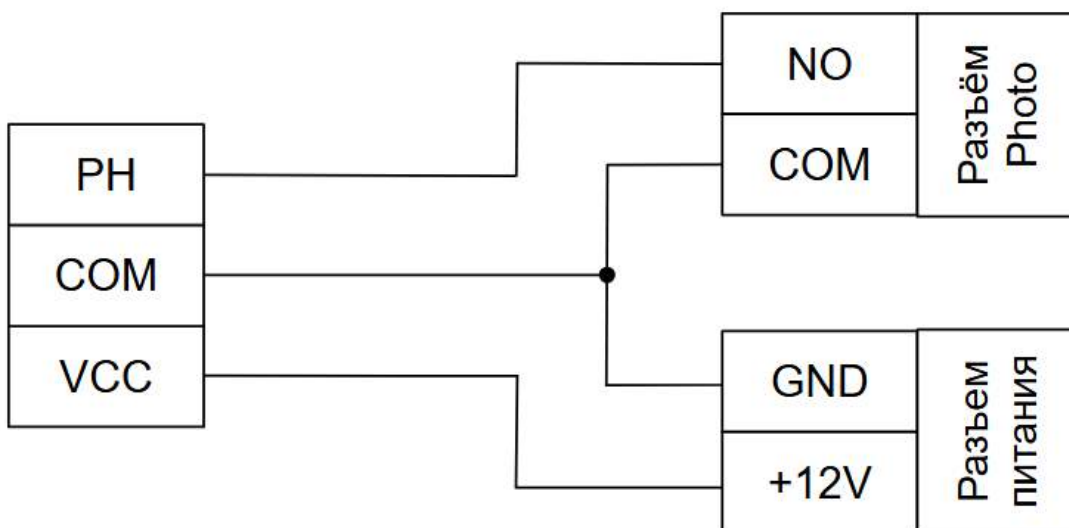 PH
COM
VCC
NO
COM
Разъём
Photo
GND
+12V
Разъем
питания